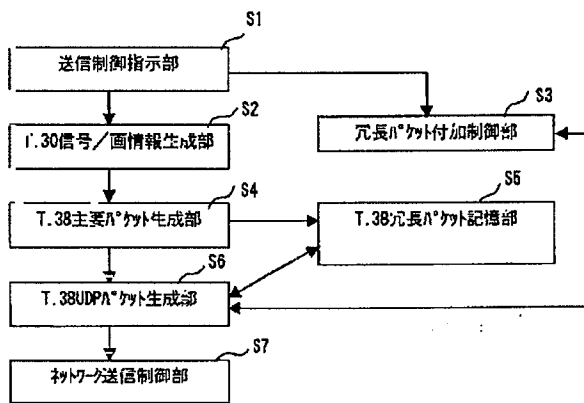 S1
送信制御指示部
S2
S3
T.30信号／画情報生成部
冗長ﾊﾟｹｯﾄ付加制御部
S4
S5
T.38主要ﾊﾟｹｯﾄ生成部
T.38冗長ﾊﾟｹｯﾄ記憶部
S6
T.38UDPﾊﾟｹｯﾄ生成部
S7
ﾈｯﾄﾜｰｸ送信制御部